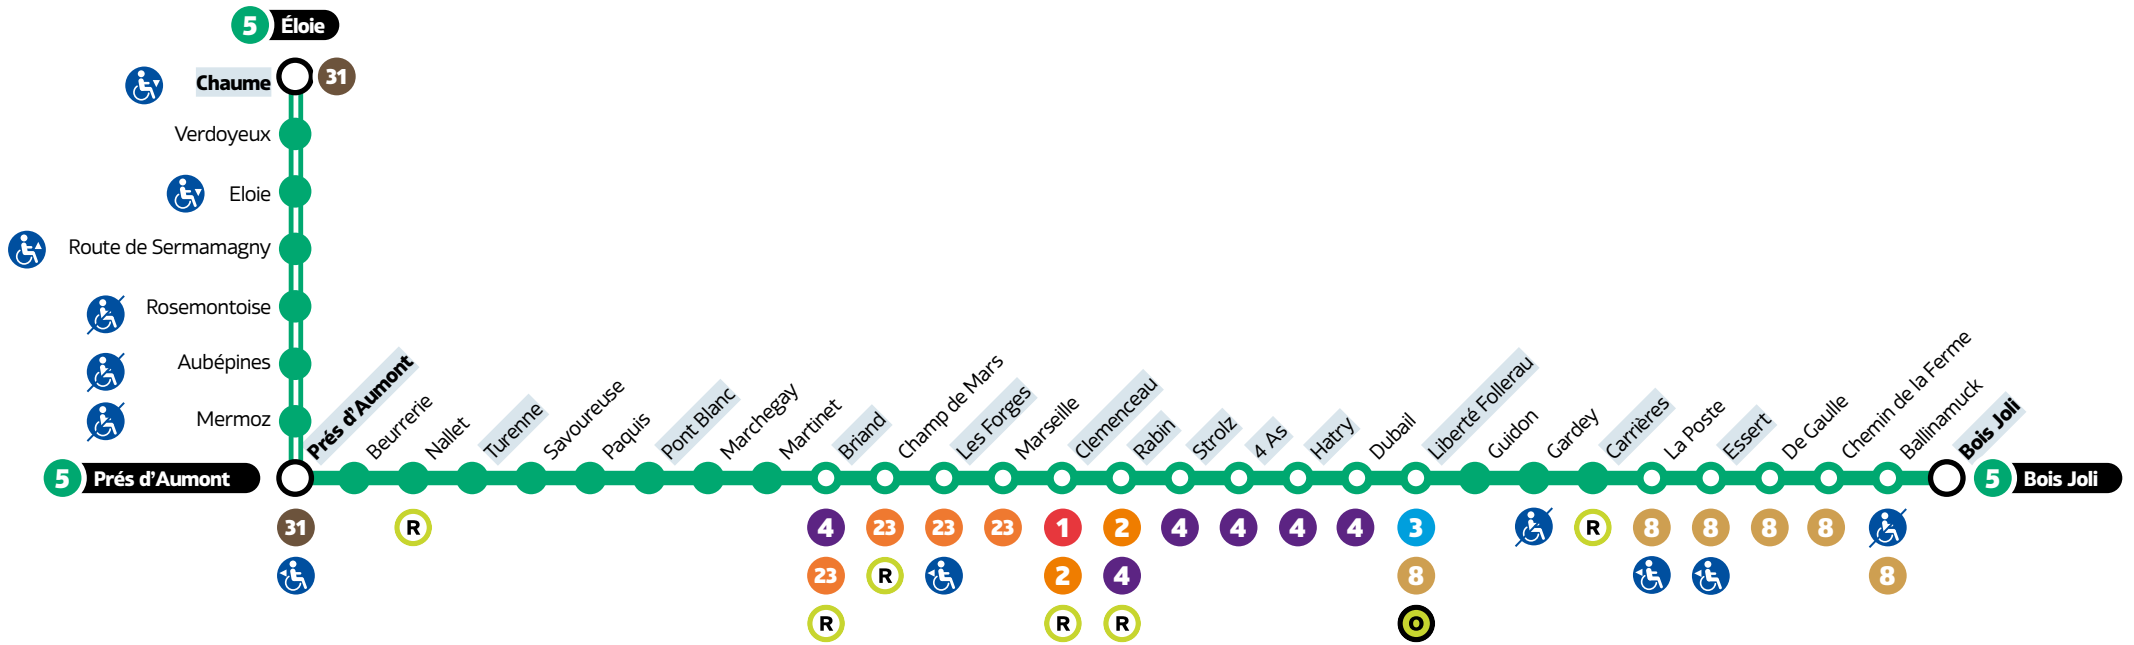 5 Éloie
Chaume 31
Verdoyeux
Eloie
Route de Sermamagny
Rosemontoise
Aubépines
Mermoz
5 Prés d'Aumont
Prés d'Aumont
Beurrerie
Nallet
Turenne
Savoureuse
Paquis
Pont Blanc
Marchegay
Martinet
Briand
Champ de Mars
Les Forges
Marseille
Clemenceau
Rabin
Strolz
4 As
Hatry
Dubail
Liberté Follerau
Guidon
Gardey
Carrières
La Poste
Essert
De Gaulle
Chemin de la Ferme
Ballinamuck
Bois Joli
5 Bois Joli
31 R 4 23 23 23 1 2 4 4 4 4 3 R 8 8 8 8
23 R 2 4 8 8
R R R O